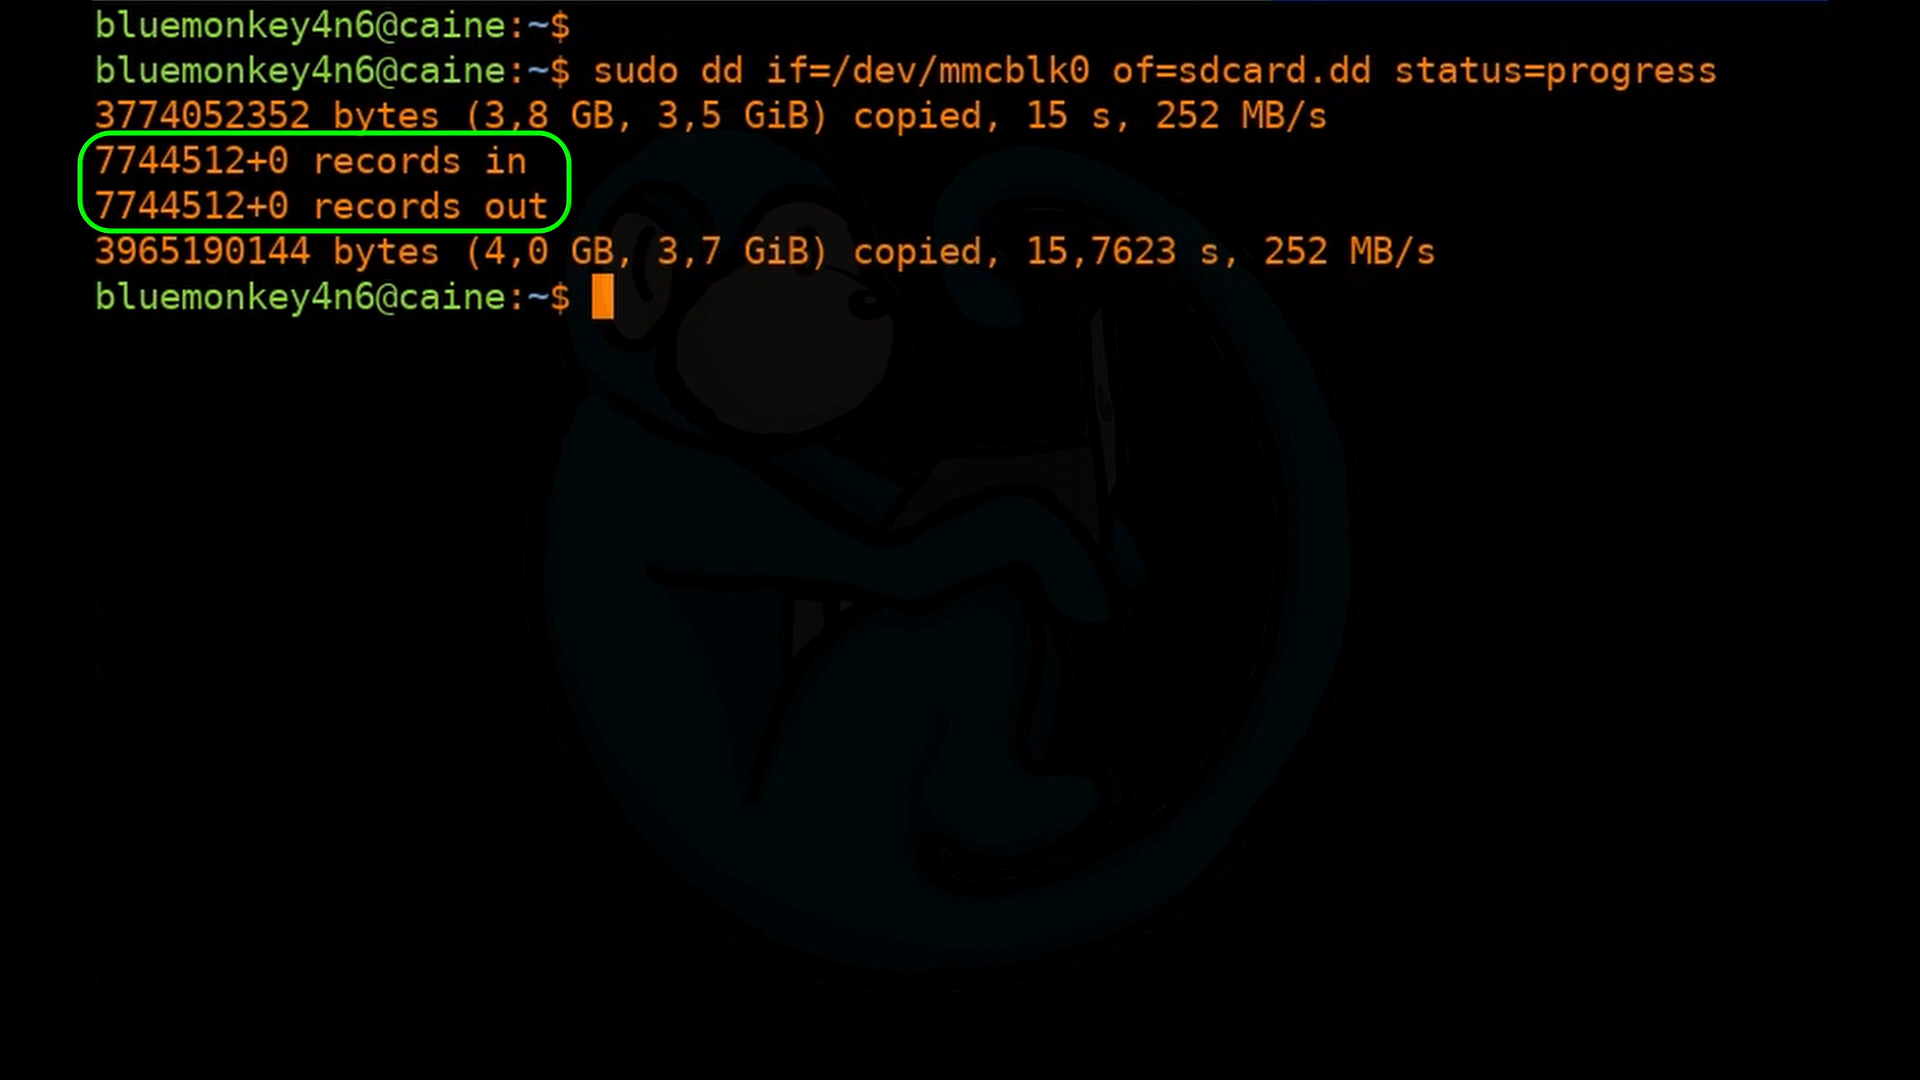 bluemonkey4n6@caine:~$
bluemonkey4n6@caine:~$ sudo dd if=/dev/mmcblk0 of=sdcard.dd status=progress
3774052352 bytes (3,8 GB, 3,5 GiB) copied, 15 s, 252 MB/s
7744512+0 records in
7744512+0 records out
3965190144 bytes (4,0 GB, 3,7 GiB) copied, 15,7623 s, 252 MB/s
bluemonkey4n6@caine:~$